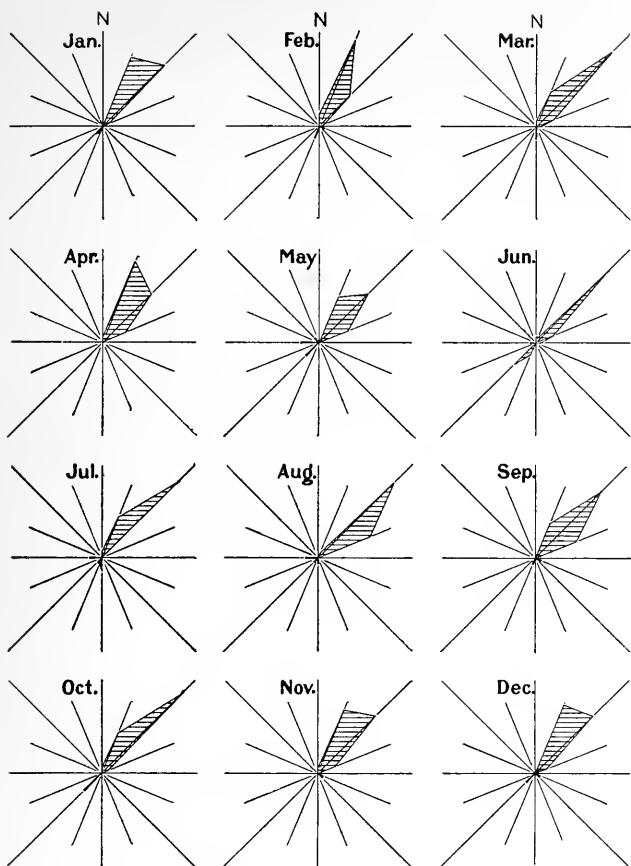 N N N
Jan. Feb. Mar.
Apr. May Jun.
Jul. Aug. Sep.
Oct. Nov. Dec.